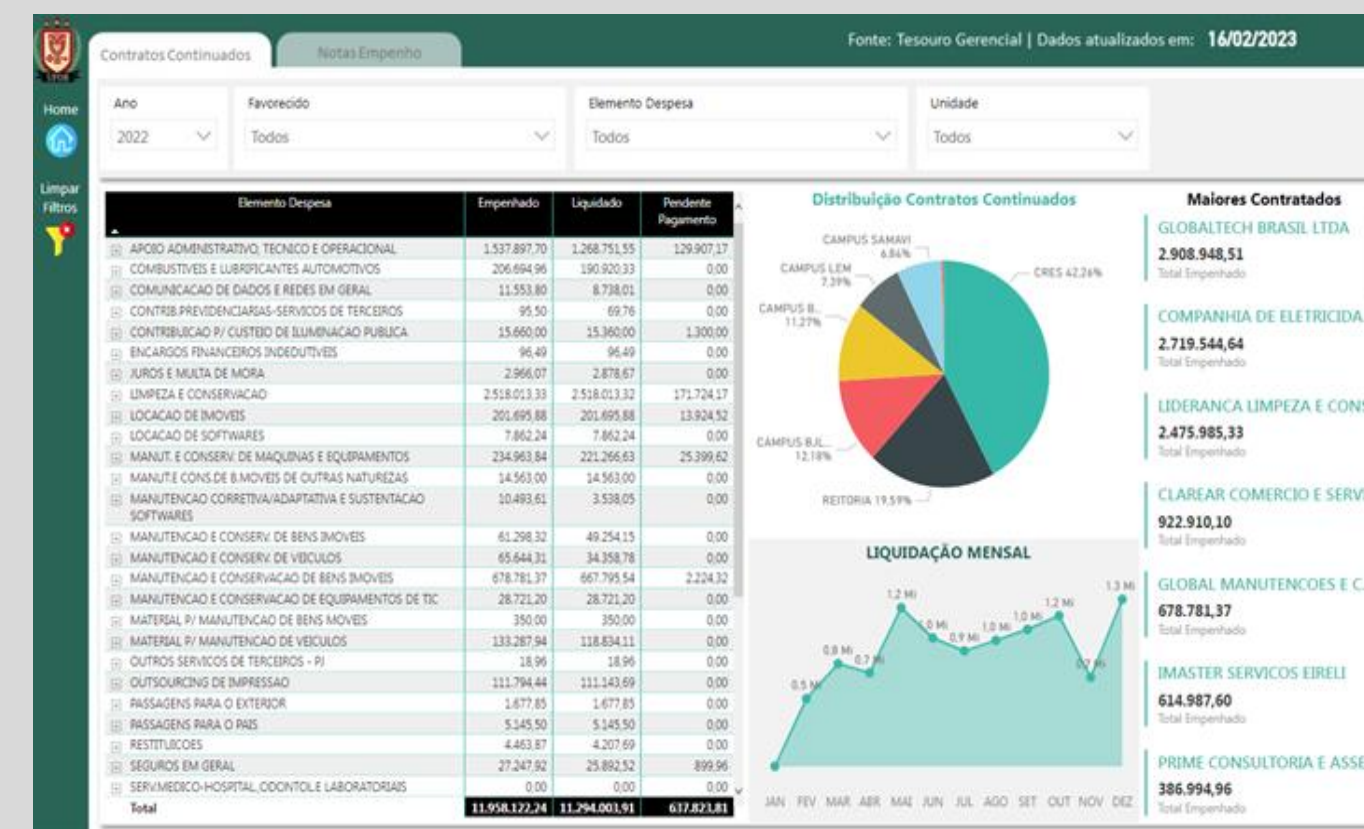 Contratos Continuados
Notas Empenho
Fonte: Tesouro Gerencial | Dados atualizados em: 16/02/2023
Home
Limpar
Filtros
Ano
2022
Favorecido
Todos
Elemento Despesa
Todos
Unidade
Todos
Elemento Despesa Empenhado Liquidado Pendente
Pagamento
APOIO ADMINISTRATIVO, TECNICO E OPERACIONAL 1.537.897,70 1.268.751,55 129.907,17
COMBUSTIVEIS E LUBRIFICANTES AUTOMOTIVOS 206.694,96 190.920,33 0,00
COMUNICACAO DE DADOS E REDES EM GERAL 11.553,80 8.738,01 0,00
CONTRIB.PREVIDENCIARIAS-SERVICOS DE TERCEIROS 95,50 69,76 0,00
CONTRIBUICAO P/ CUSTEIO DE ILUMINACAO PUBLICA 15.660,00 15.360,00 1.300,00
ENCARGOS FINANCEIROS INDEDUTIVEIS 96,49 96,49 0,00
JUROS E MULTA DE MORA 2.966,07 2.878,67 0,00
LIMPEZA E CONSERVACAO 2.518.013,33 2.518.013,32 171.724,17
LOCACAO DE IMOVEIS 201.695,88 201.695,88 13.924,52
LOCACAO DE SOFTWARES 7.862,24 7.862,24 0,00
MANUT. E CONSERV. DE MAQUINAS E EQUIPAMENTOS 234.963,84 221.266,63 25.399,62
MANUT.E CONS.DE B.MOVEIS DE OUTRAS NATUREZAS 14.563,00 14.563,00 0,00
MANUTENCAO CORRETIVA/ADAPTATIVA E SUSTENTACAO 10.493,61 3.538,05 0,00
SOFTWARES
MANUTENCAO E CONSERV. DE BENS IMOVEIS 61.298,32 49.254,15 0,00
MANUTENCAO E CONSERV. DE VEICULOS 65.644,31 34.358,78 0,00
MANUTENCAO E CONSERVACAO DE BENS IMOVEIS 678.781,37 667.795,54 2.224,32
MANUTENCAO E CONSERVACAO DE EQUIPAMENTOS DE TIC 28.721,20 28.721,20 0,00
MATERIAL P/ MANUTENCAO DE BENS MOVEIS 350,00 350,00 0,00
MATERIAL P/ MANUTENCAO DE VEICULOS 133.287,94 118.834,11 0,00
OUTROS SERVICOS DE TERCEIROS - PJ 18,96 18,96 0,00
OUTSOURCING DE IMPRESSAO 111.794,44 111.143,69 0,00
PASSAGENS PARA O EXTERIOR 1.677,85 1.677,85 0,00
PASSAGENS PARA O PAIS 5.145,50 5.145,50 0,00
RESTITUICOES 4.463,87 4.207,69 0,00
SEGUROS EM GERAL 27.247,92 25.892,52 899,96
SERV.MEDICO-HOSPITAL.,ODONTOL.E LABORATORIAIS 0,00 0,00 0,00
Total 11.958.122,24 11.294.003,91 637.823,81
Distribuição Contratos Continuados
CAMPUS SAMAVI
6.84%
CAMPUS LEM
7.39%
CAMPUS B...
11.27%
CAMPUS BJL...
12.18%
REITORIA 19.59%
CRES 42.26%
LIQUIDAÇÃO MENSAL
0.5 Mi
0.8 Mi
0.7 Mi
1.2 Mi
1.0 Mi
0.9 Mi
1.0 Mi
1.0 Mi
1.2 Mi
0.7 Mi
1.3 Mi
JAN FEV MAR ABR MAI JUN JUL AGO SET OUT NOV DEZ
Maiores Contratados
GLOBALTECH BRASIL LTDA
2.908.948,51
Total Empenhado
COMPANHIA DE ELETRICIDA
2.719.544,64
Total Empenhado
LIDERANCA LIMPEZA E CONS
2.475.985,33
Total Empenhado
CLAREAR COMERCIO E SERVI
922.910,10
Total Empenhado
GLOBAL MANUTENCOES E C
678.781,37
Total Empenhado
IMASTER SERVICOS EIRELI
614.987,60
Total Empenhado
PRIME CONSULTORIA E ASSE
386.994,96
Total Empenhado